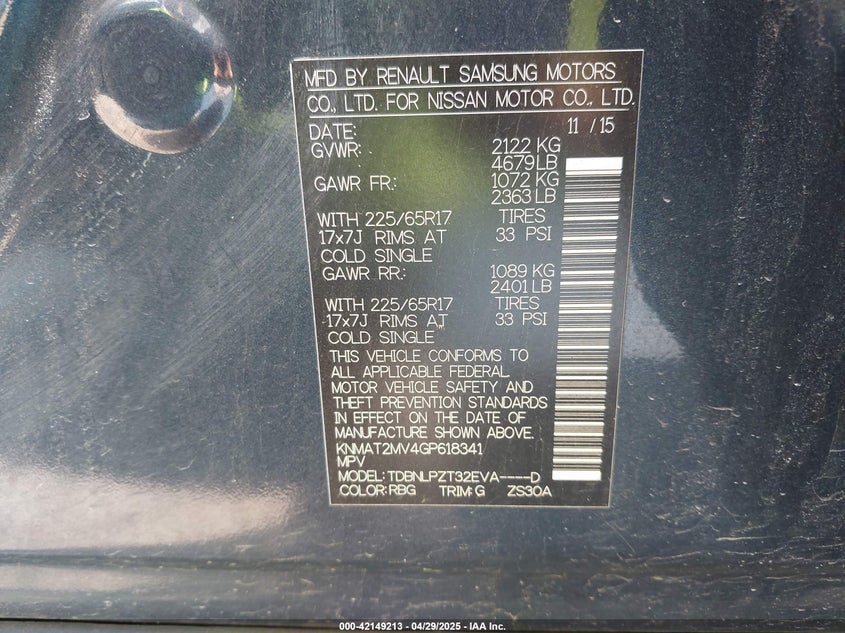 MFD BY RENAULT SAMSUNG MOTORS
CO., LTD. FOR NISSAN MOTOR CO., LTD.
DATE: 11 / 15
GVWR: 2122 KG
4679 LB
GAWR FR.: 1072 KG
2363 LB
WITH 225/65R17 TIRES
17x7J RIMS AT 33 PSI
COLD SINGLE
GAWR RR.: 1089 KG
2401 LB
WITH 225/65R17 TIRES
17x7J RIMS AT 33 PSI
COLD SINGLE
THIS VEHICLE CONFORMS TO
ALL APPLICABLE FEDERAL
MOTOR VEHICLE SAFETY AND
THEFT PREVENTION STANDARDS
IN EFFECT ON THE DATE OF
MANUFACTURE SHOWN ABOVE.
KNMAT2MV4GP618341
MPV
MODEL: TDBNLPZT32EVA----D
COLOR: RBG TRIM: G ZS30A
000-42149213 - 04/29/2025 - IAA Inc.